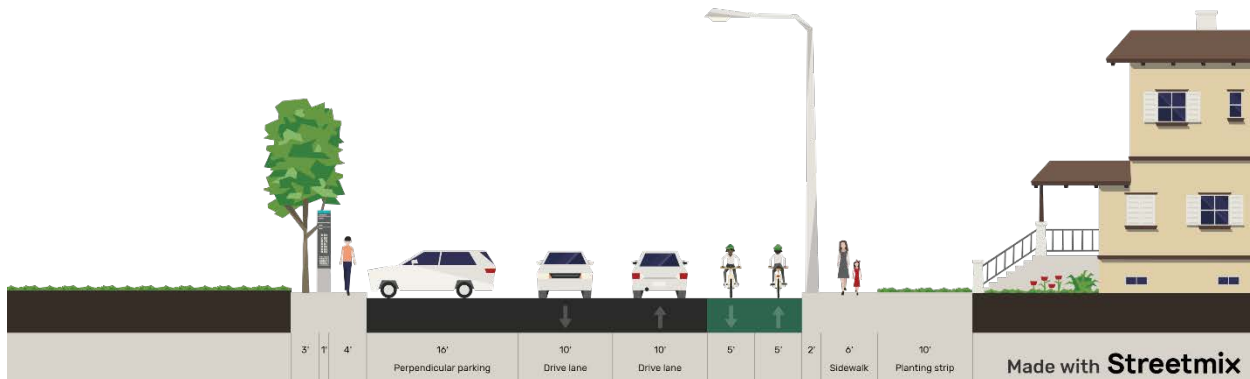 3' 1' 4' 16' 10' 10' 5' 5' 2' 6' 10'
Perpendicular parking Drive lane Drive lane Sidewalk Planting strip
Made with Streetmix